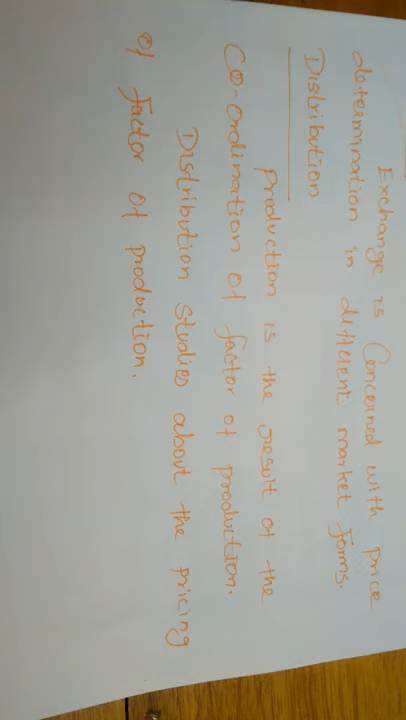 Exchange is Concerned with price
determination in different market forms.
Distribution
production is the result of the
Co-ordination of factor of production.
Distribution studies about the pricing
of factor of production.